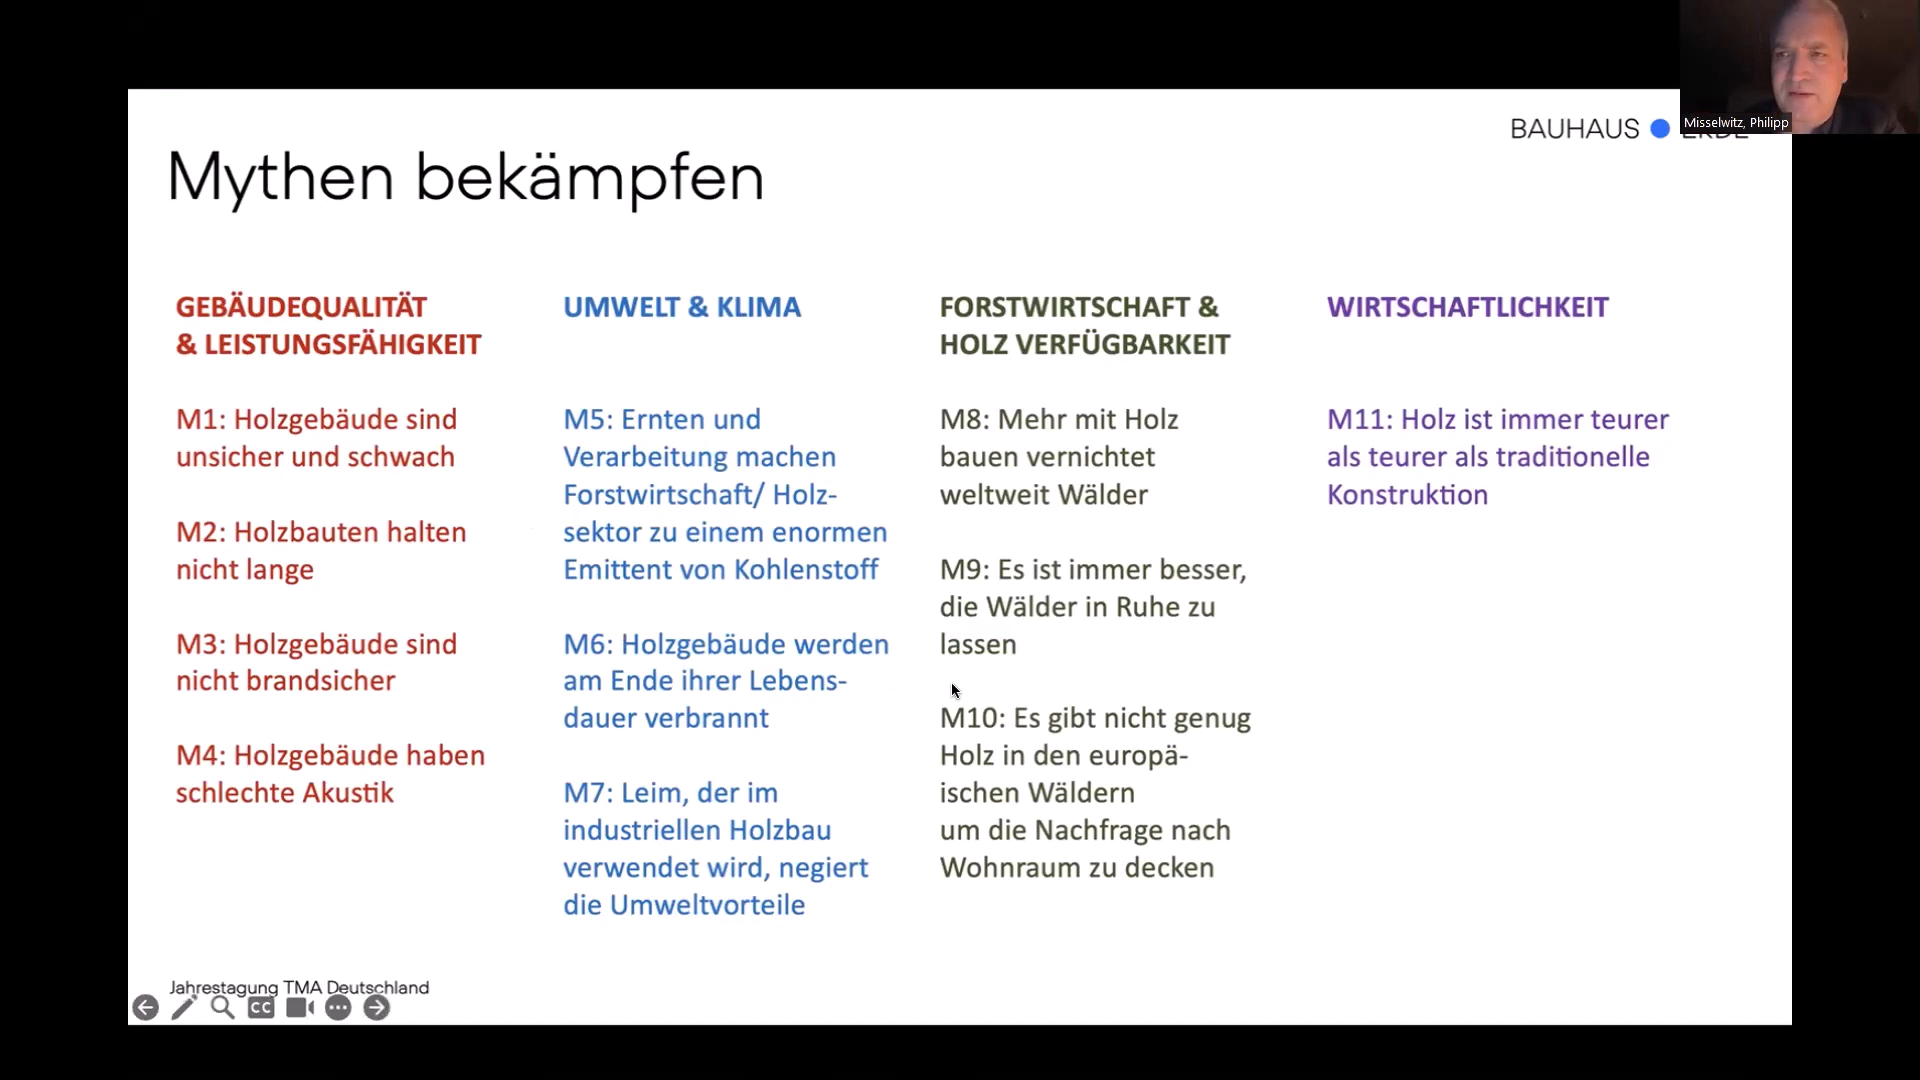 Misselwitz, Philipp
BAUHAUS ERDE
Mythen bekämpfen
GEBÄUDEQUALITÄT
& LEISTUNGSFÄHIGKEIT
M1: Holzgebäude sind
unsicher und schwach
M2: Holzbauten halten
nicht lange
M3: Holzgebäude sind
nicht brandsicher
M4: Holzgebäude haben
schlechte Akustik
UMWELT & KLIMA
M5: Ernten und
Verarbeitung machen
Forstwirtschaft/ Holz-
sektor zu einem enormen
Emittent von Kohlenstoff
M6: Holzgebäude werden
am Ende ihrer Lebens-
dauer verbrannt
M7: Leim, der im
industriellen Holzbau
verwendet wird, negiert
die Umweltvorteile
FORSTWIRTSCHAFT &
HOLZ VERFÜGBARKEIT
M8: Mehr mit Holz
bauen vernichtet
weltweit Wälder
M9: Es ist immer besser,
die Wälder in Ruhe zu
lassen
M10: Es gibt nicht genug
Holz in den europä-
ischen Wäldern
um die Nachfrage nach
Wohnraum zu decken
WIRTSCHAFTLICHKEIT
M11: Holz ist immer teurer
als teurer als traditionelle
Konstruktion
Jahrestagung TMA Deutschland
CC